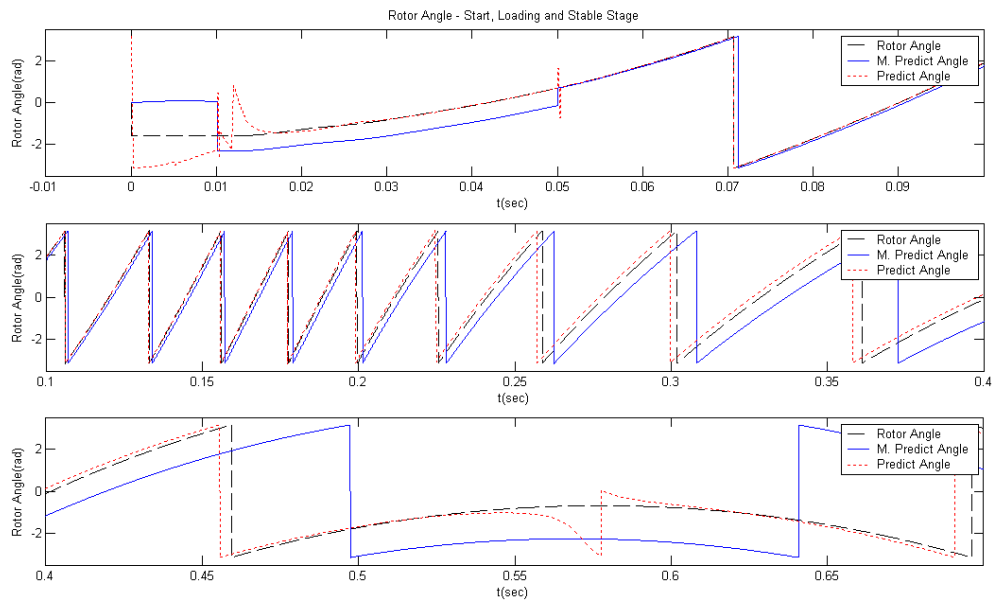 Rotor Angle - Start, Loading and Stable Stage
Rotor Angle(rad)
2
0
-2
Rotor Angle
M. Predict Angle
Predict Angle
-0.01 0 0.01 0.02 0.03 0.04 0.05 0.06 0.07 0.08 0.09
t(sec)
Rotor Angle(rad)
2
0
-2
Rotor Angle
M. Predict Angle
Predict Angle
0.1 0.15 0.2 0.25 0.3 0.35 0.4
t(sec)
Rotor Angle(rad)
2
0
-2
Rotor Angle
M. Predict Angle
Predict Angle
0.4 0.45 0.5 0.55 0.6 0.65
t(sec)